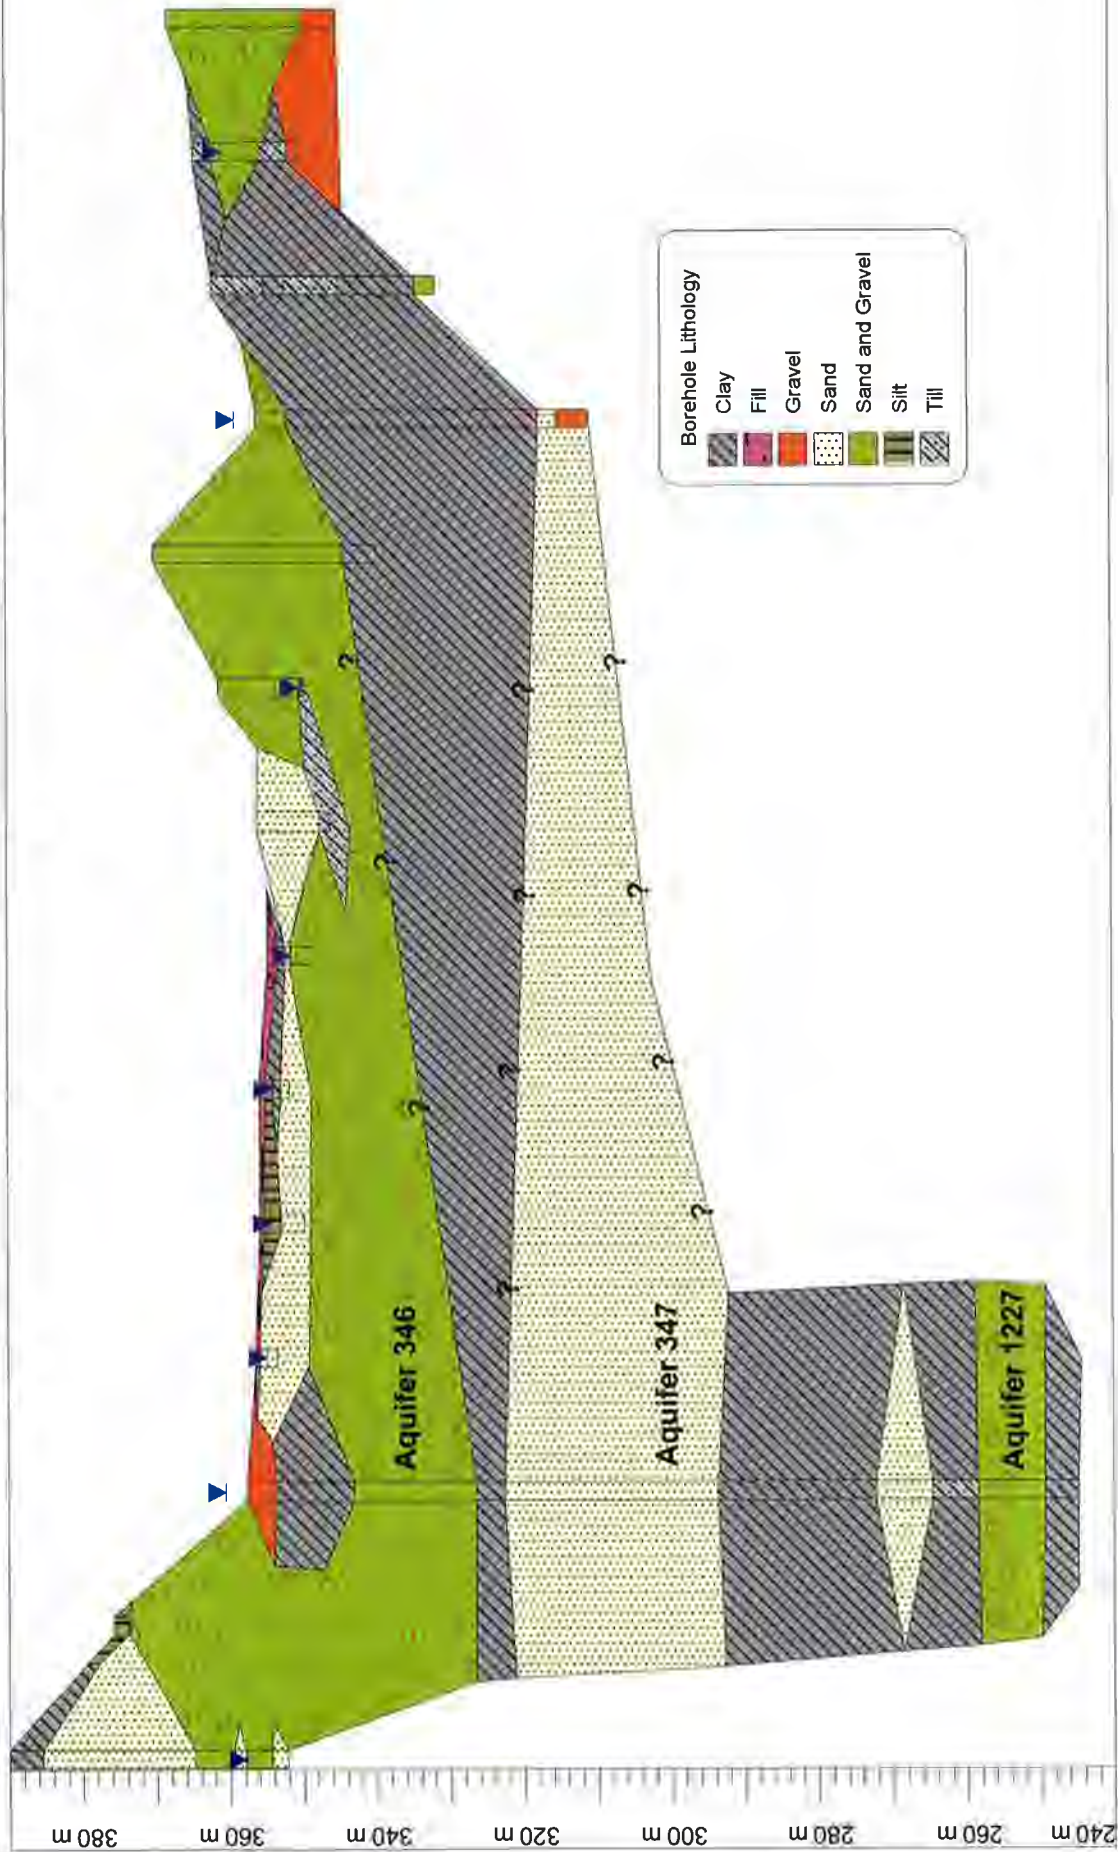 380 m
360 m
340 m
320 m
300 m
280 m
260 m
240 m
Aquifer 346
Aquifer 347
Aquifer 1227
?
?
?
?
?
?
?
?
?
?
?
Borehole Lithology
Clay
Fill
Gravel
Sand
Sand and Gravel
Silt
Till